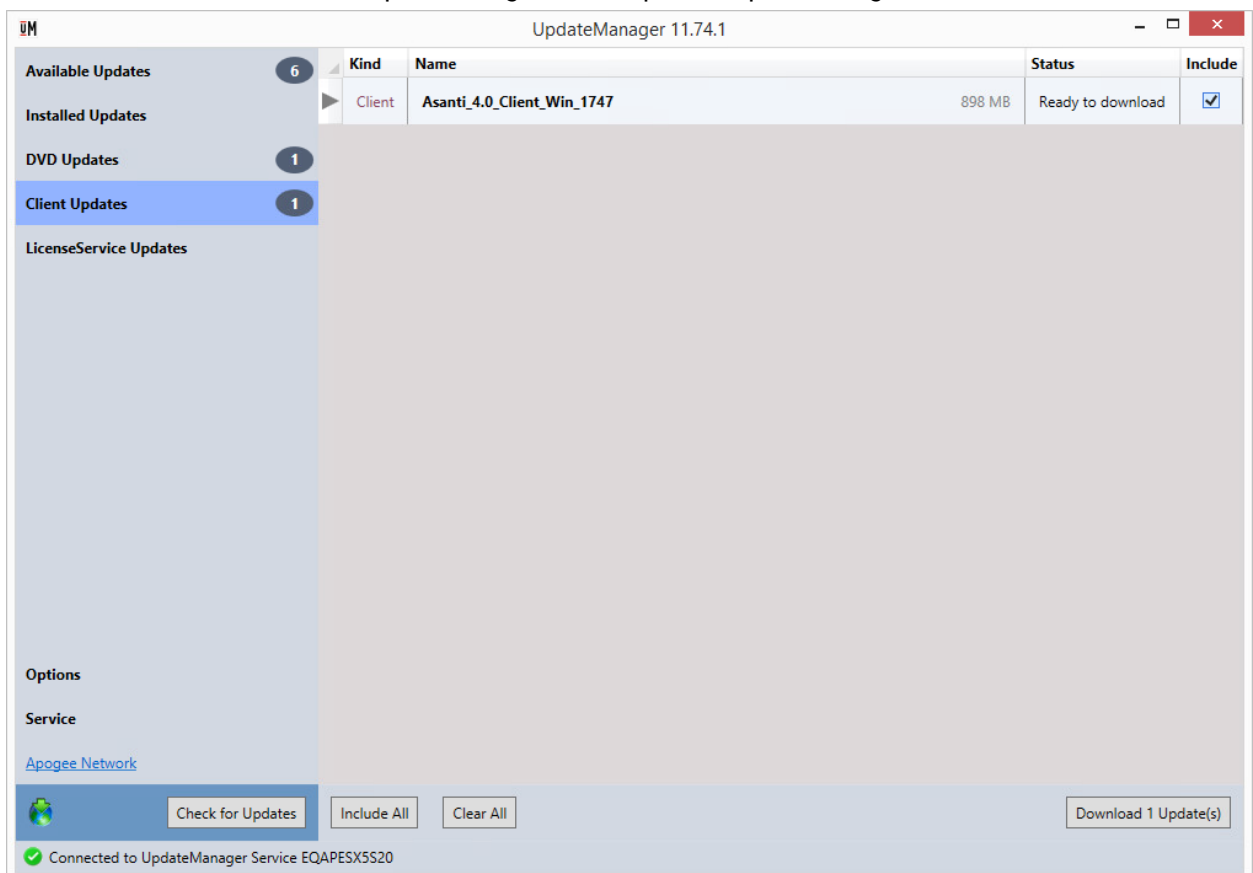 UM UpdateManager 11.74.1
Available Updates 6
Installed Updates
DVD Updates 1
Client Updates 1
LicenseService Updates
Options
Service
Apogee Network
Check for Updates
Kind Name Status Include
Client Asanti_4.0_Client_Win_1747 898 MB Ready to download
Include All Clear All Download 1 Update(s)
Connected to UpdateManager Service EQAPESX5S20